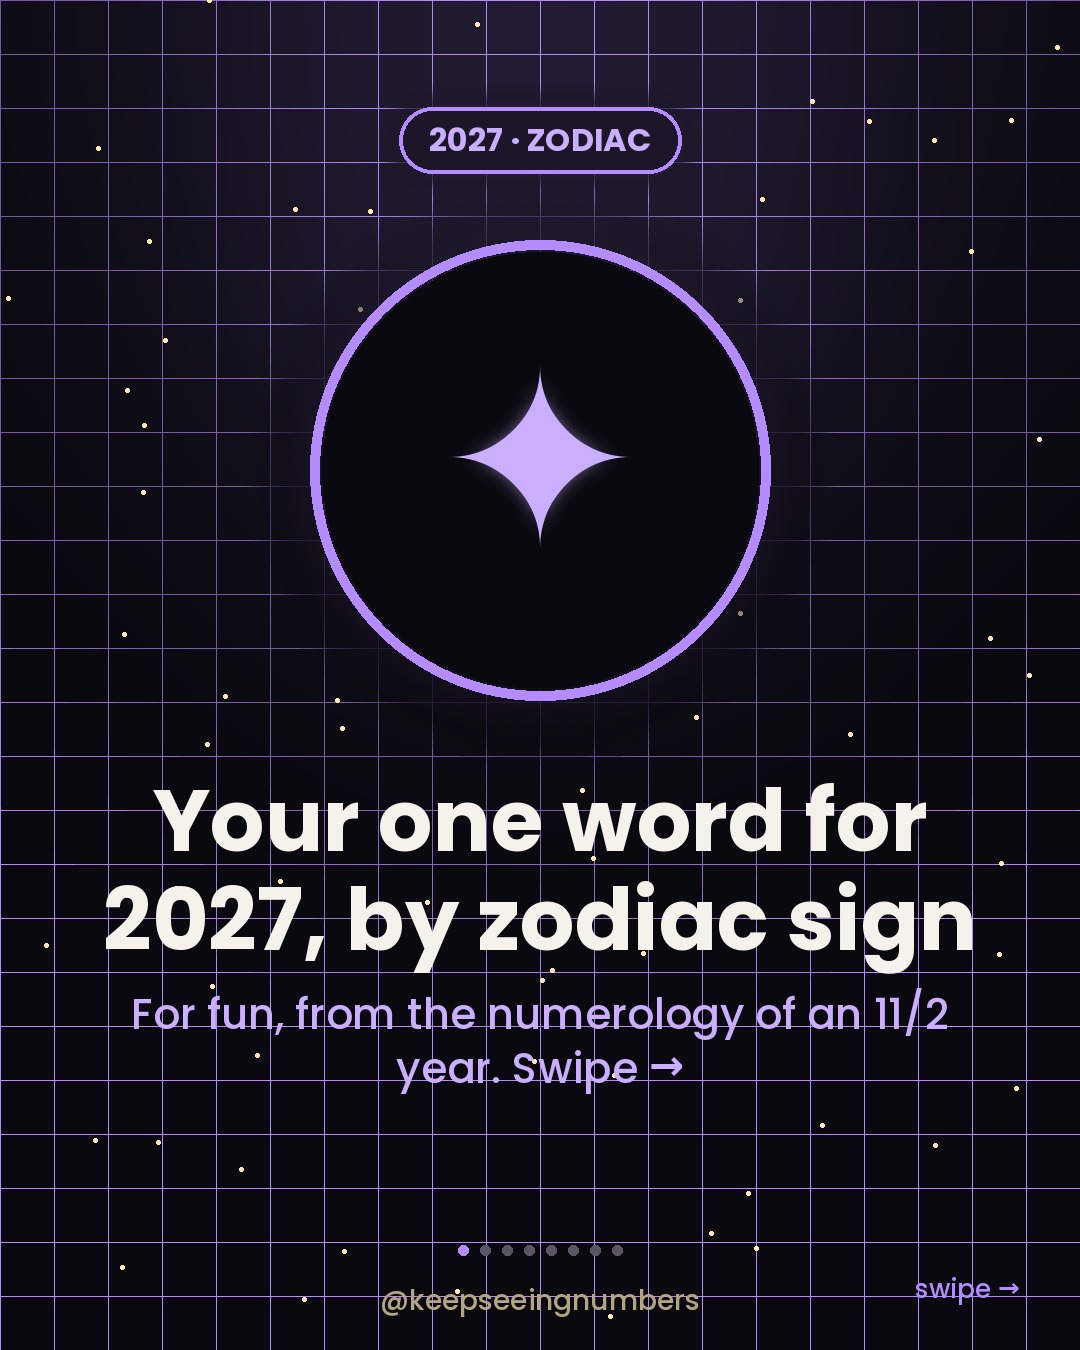 2027 · ZODIAC
Your one word for
2027, by zodiac sign
For fun, from the numerology of an 11/2
year. Swipe →
swipe →
@keepseeingnumbers